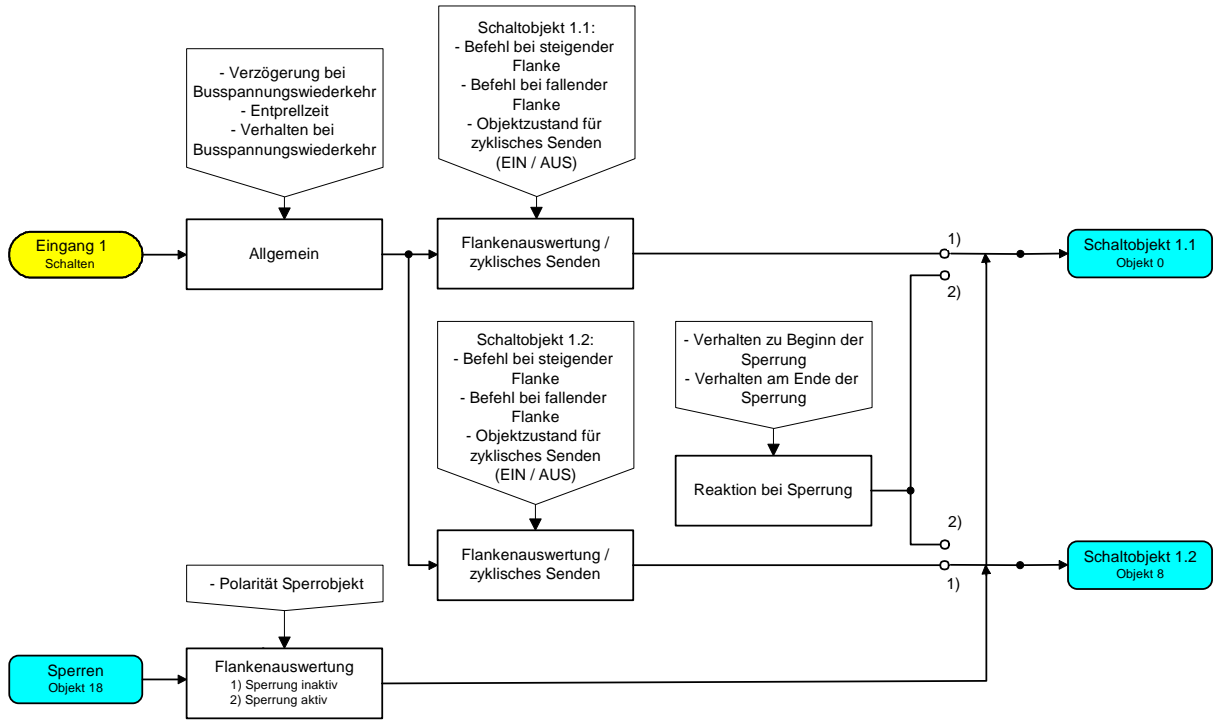 - Verzögerung bei
Busspannungswiederkehr
- Entprellzeit
- Verhalten bei
Busspannungswiederkehr
Schaltobjekt 1.1:
- Befehl bei steigender
Flanke
- Befehl bei fallender
Flanke
- Objektzustand für
zyklisches Senden
(EIN / AUS)
Eingang 1
Schalten
Allgemein
Flankenauswertung /
zyklisches Senden
1)
2)
Schaltobjekt 1.1
Objekt 0
Schaltobjekt 1.2:
- Befehl bei steigender
Flanke
- Befehl bei fallender
Flanke
- Objektzustand für
zyklisches Senden
(EIN / AUS)
- Verhalten zu Beginn der
Sperrung
- Verhalten am Ende der
Sperrung
Reaktion bei Sperrung
Flankenauswertung /
zyklisches Senden
2)
1)
Schaltobjekt 1.2
Objekt 8
- Polarität Sperrobjekt
Sperren
Objekt 18
Flankenauswertung
1) Sperrung inaktiv
2) Sperrung aktiv